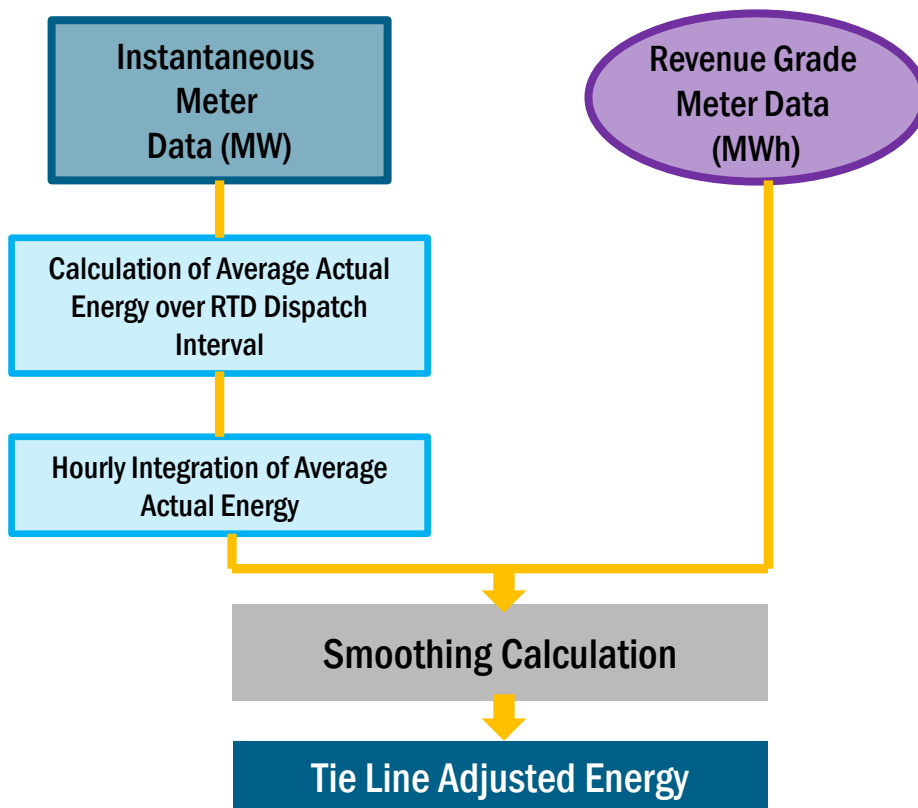 Instantaneous
Meter
Data (MW)
Revenue Grade
Meter Data
(MWh)
Calculation of Average Actual
Energy over RTD Dispatch
Interval
Hourly Integration of Average
Actual Energy
Smoothing Calculation
Tie Line Adjusted Energy